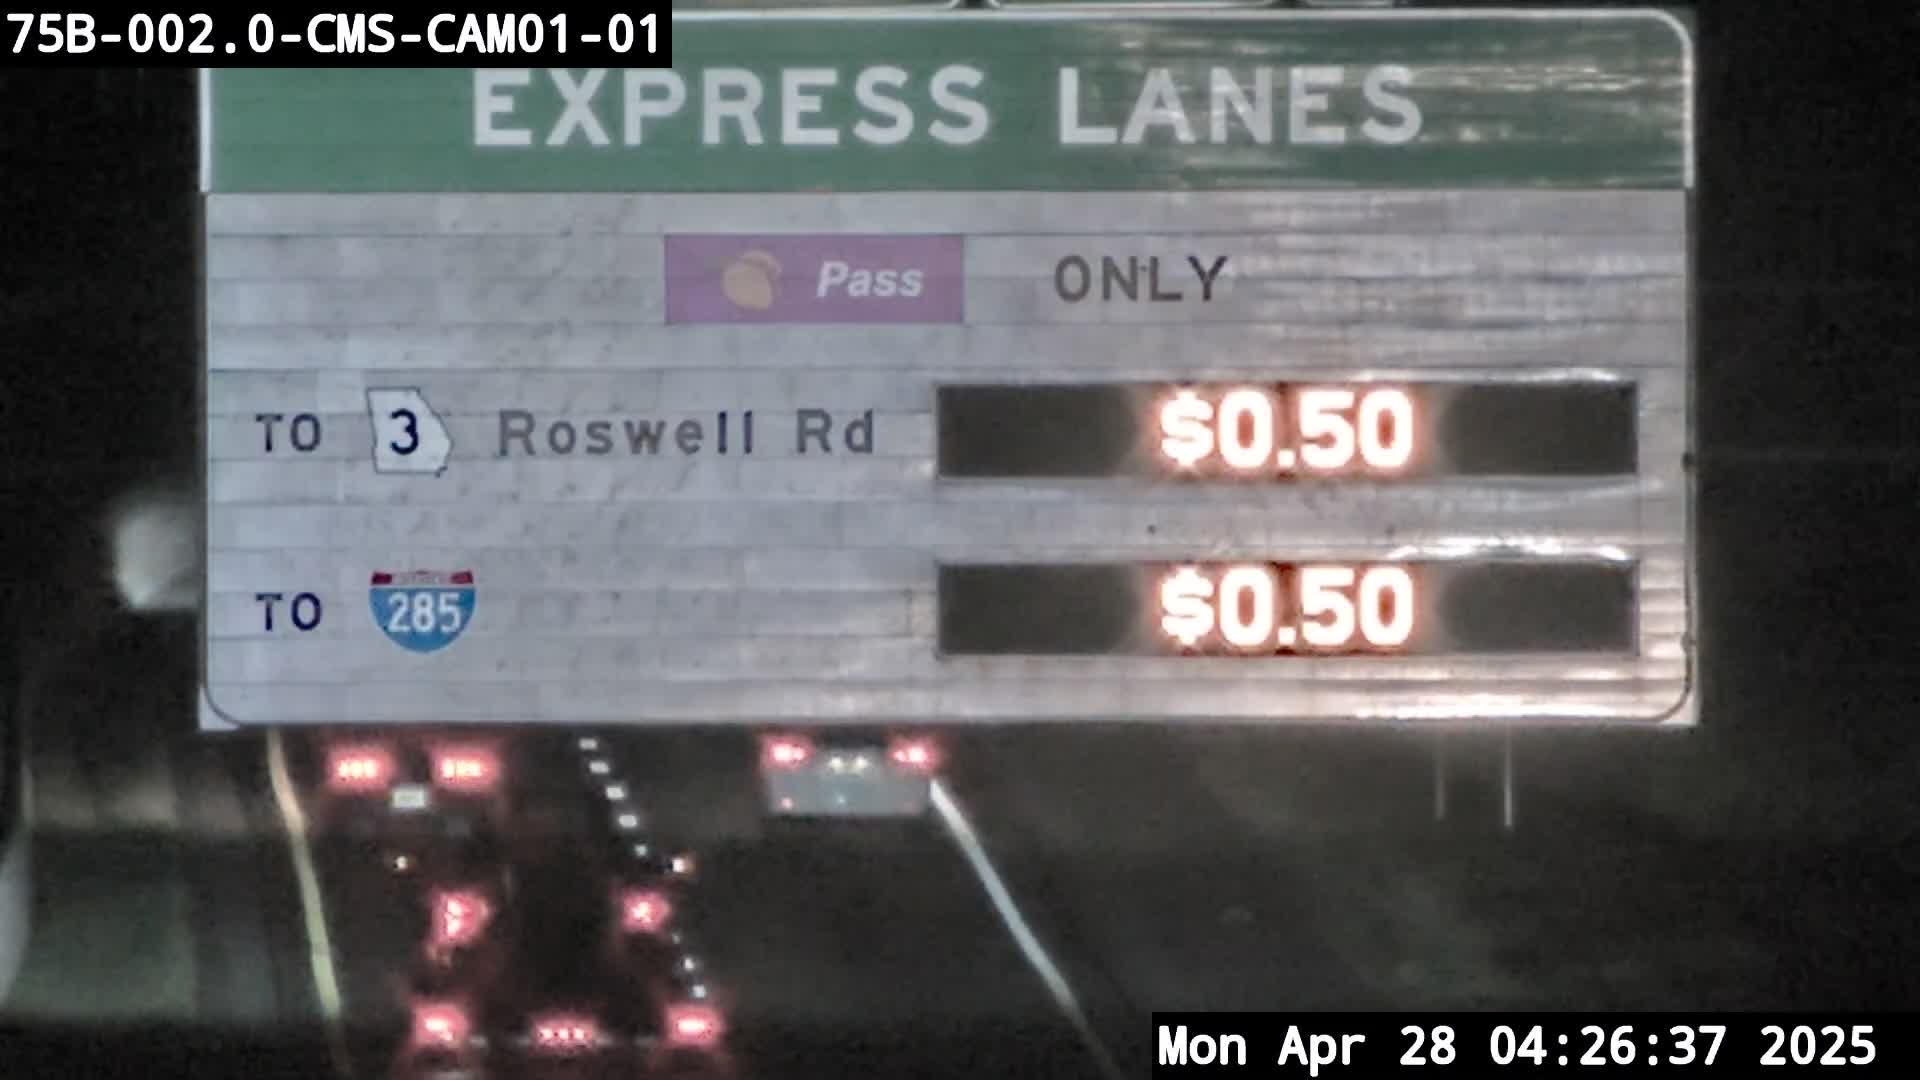 75B-002.0-CMS-CAM01-01
EXPRESS LANES
Pass ONLY
TO 3 Roswell Rd $0.50
TO 285 $0.50
Mon Apr 28 04:26:37 2025